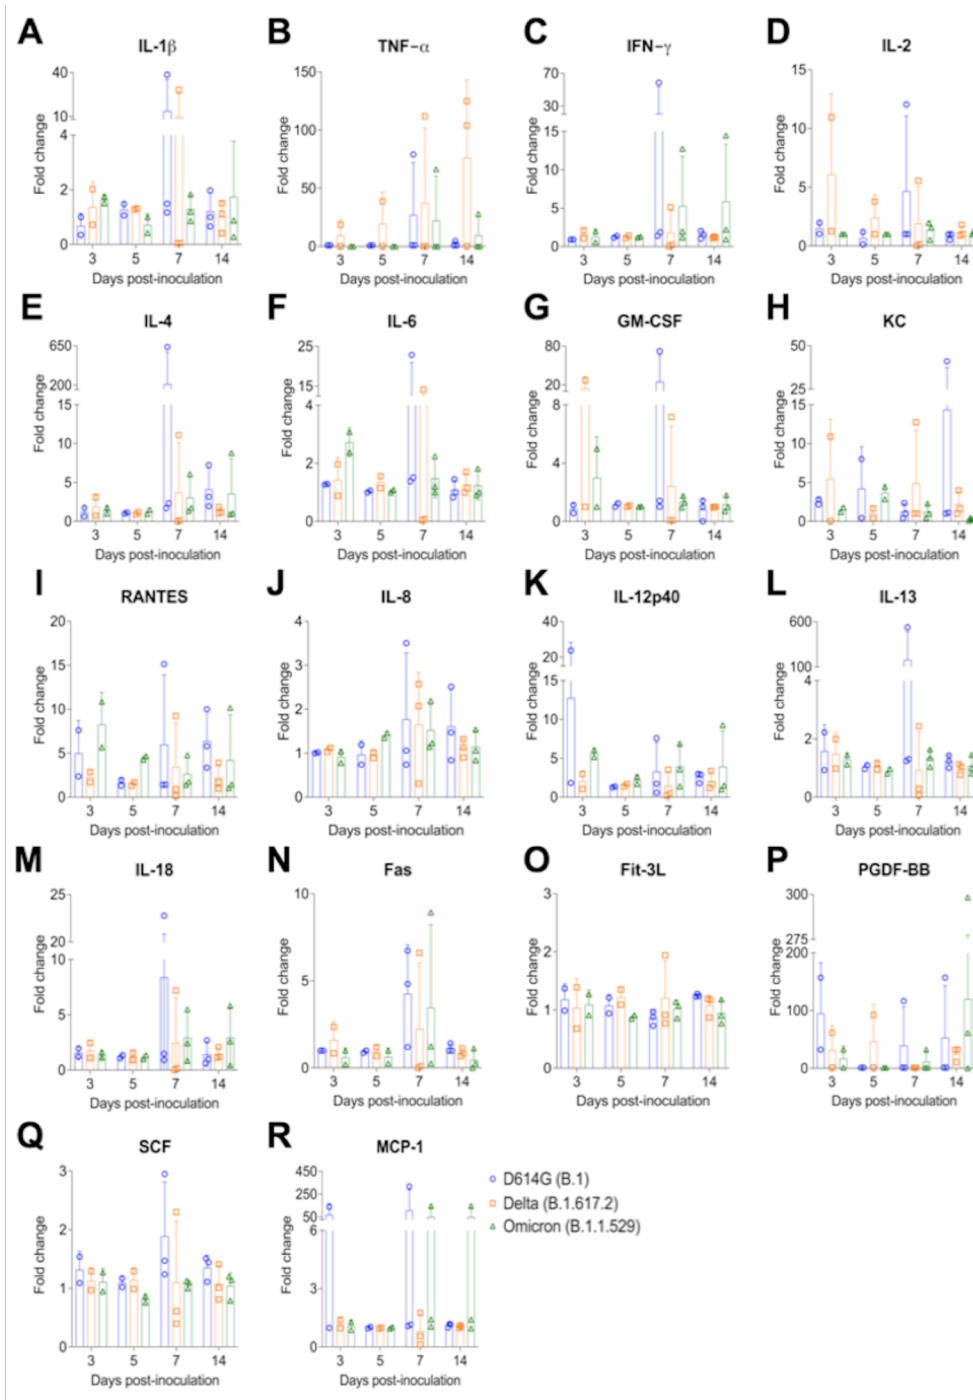 A
IL-1β
Fold change
40
10
4
2
0
3 5 7 14
Days post-inoculation
B
TNF-α
Fold change
150
100
50
0
3 5 7 14
Days post-inoculation
C
IFN-γ
Fold change
70
30
15
10
5
0
3 5 7 14
Days post-inoculation
D
IL-2
Fold change
15
10
5
0
3 5 7 14
Days post-inoculation
E
IL-4
Fold change
650
200
15
10
5
0
3 5 7 14
Days post-inoculation
F
IL-6
Fold change
25
15
4
2
0
3 5 7 14
Days post-inoculation
G
GM-CSF
Fold change
80
40
20
8
4
0
3 5 7 14
Days post-inoculation
H
KC
Fold change
50
25
15
10
5
0
3 5 7 14
Days post-inoculation
I
RANTES
Fold change
20
15
10
5
0
3 5 7 14
Days post-inoculation
J
IL-8
Fold change
4
3
2
1
0
3 5 7 14
Days post-inoculation
K
IL-12p40
Fold change
40
20
15
10
5
0
3 5 7 14
Days post-inoculation
L
IL-13
Fold change
600
100
4
2
0
3 5 7 14
Days post-inoculation
M
IL-18
Fold change
25
20
10
5
0
3 5 7 14
Days post-inoculation
N
Fas
Fold change
10
5
0
3 5 7 14
Days post-inoculation
O
Fit-3L
Fold change
3
2
1
0
3 5 7 14
Days post-inoculation
P
PGDF-BB
Fold change
300
275
200
100
0
3 5 7 14
Days post-inoculation
Q
SCF
Fold change
3
2
1
0
3 5 7 14
Days post-inoculation
R
MCP-1
Fold change
450
250
50
6
3
0
3 5 7 14
Days post-inoculation
D614G (B.1)
Delta (B.1.617.2)
Omicron (B.1.1.529)